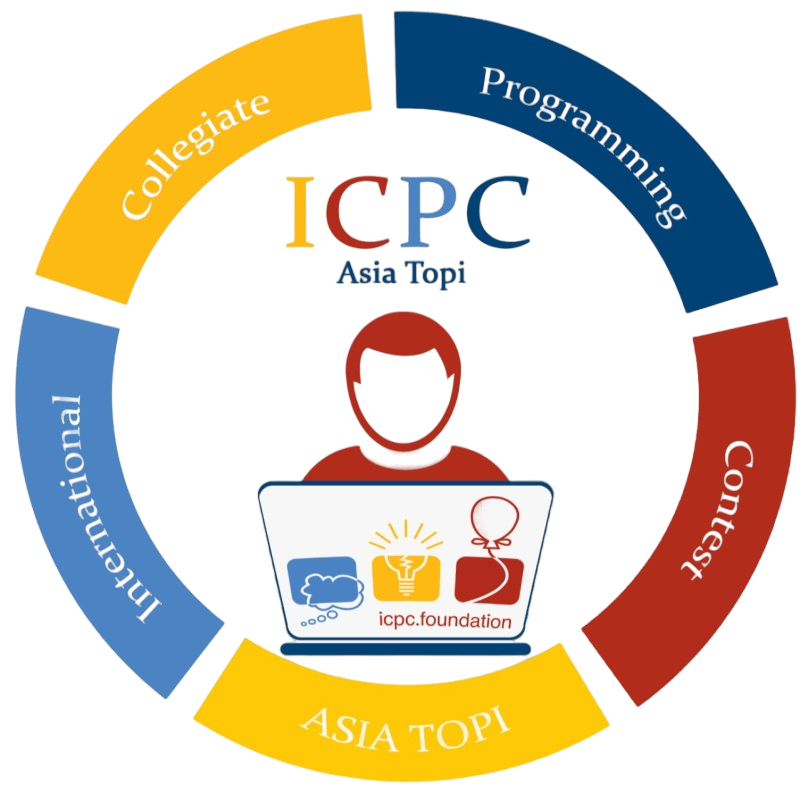 International
Collegiate
Programming
Contest
ICPC
Asia Topi
icpc.foundation
ASIA TOPI